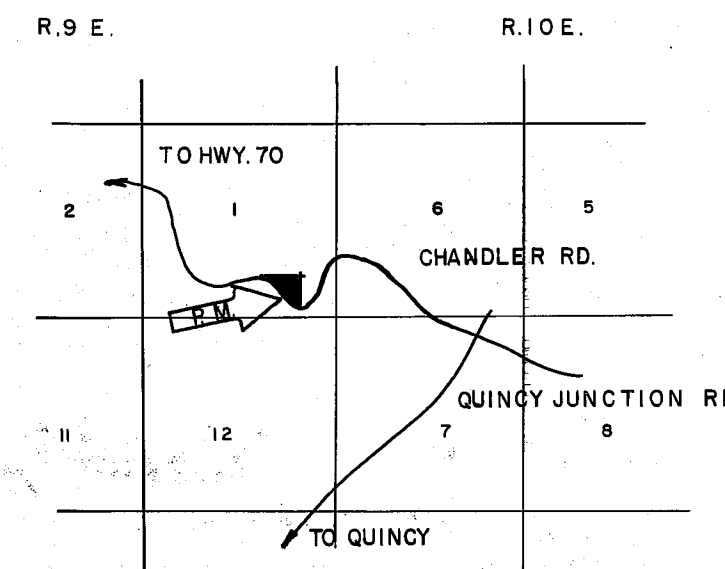 R.9 E.
R.10 E.
TO HWY. 70
2
1
6
5
CHANDLER RD.
P. M.
QUINCY JUNCTION
11
12
7
8
TO QUINCY